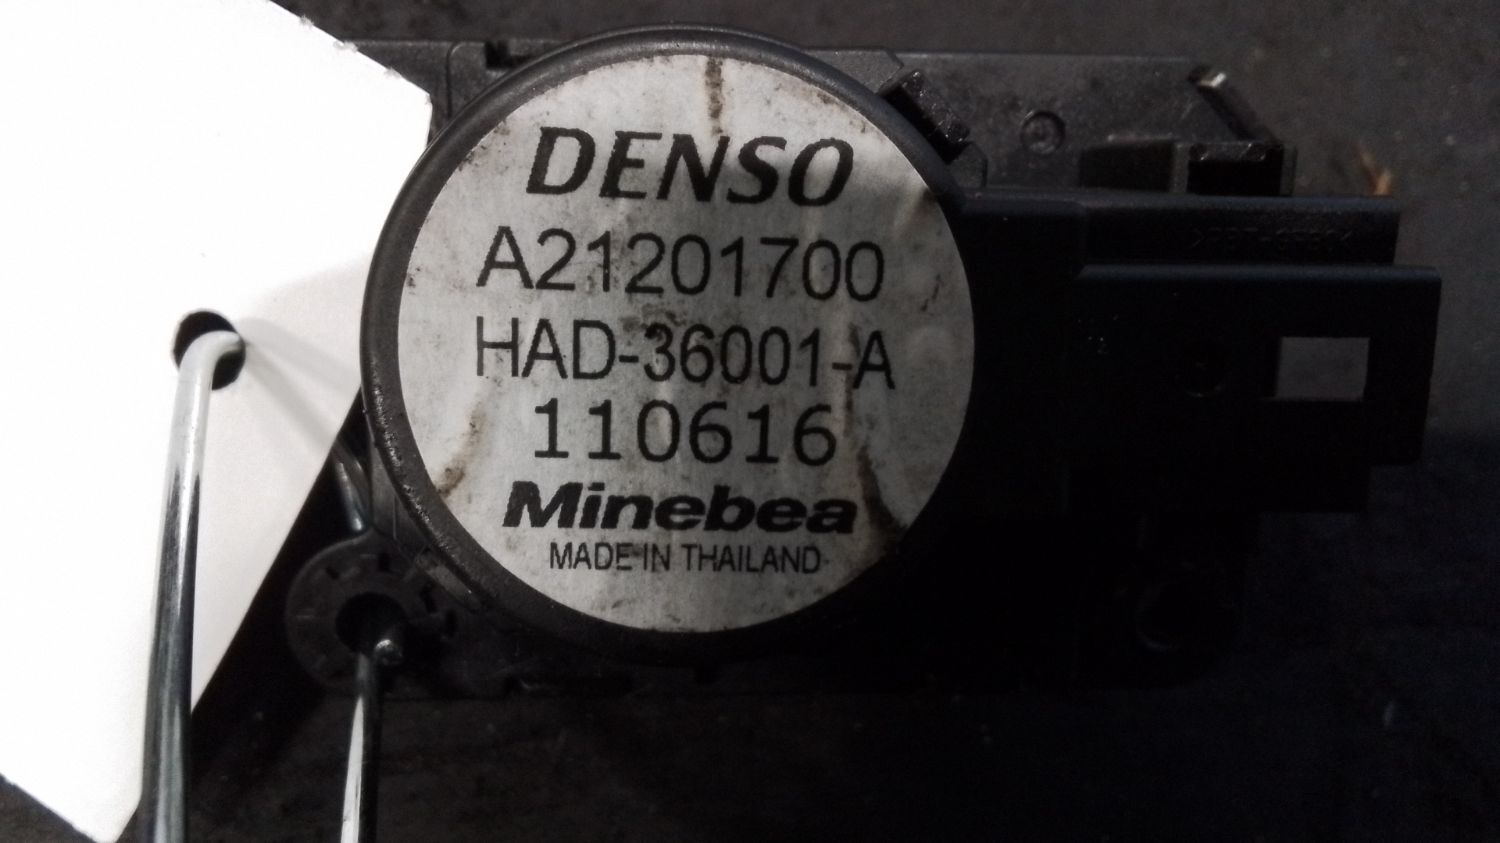 DENSO
A21201700
HAD-36001-A
110616
Minebea
MADE IN THAILAND